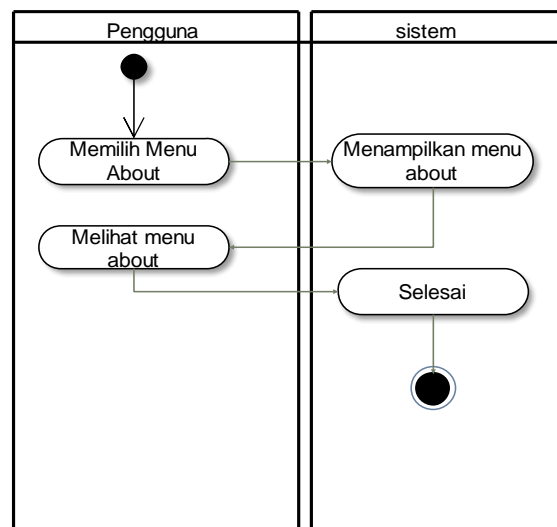 Pengguna
sistem
Memilih Menu
About
Menampilkan menu
about
Melihat menu
about
Selesai